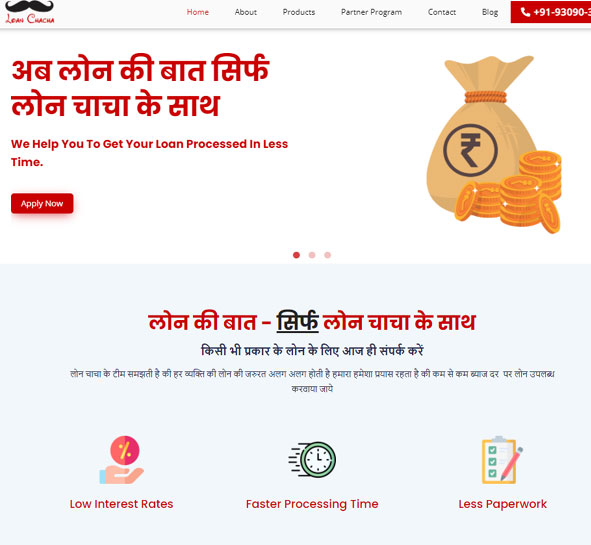 Loan Chacha
Home About Products Partner Program Contact Blog +91-93090-3
अब लोन की बात सिर्फ
लोन चाचा के साथ
We Help You To Get Your Loan Processed In Less
Time.
Apply Now
लोन की बात - सिर्फ लोन चाचा के साथ
किसी भी प्रकार के लोन के लिए आज ही संपर्क करें
लोन चाचा के टीम समझती है की हर व्यक्ति की लोन की जरुरत अलग अलग होती है हमारा हमेशा प्रयास रहता है की कम से कम ब्याज दर पर लोन उपलब्ध
करवाया जाये
Low Interest Rates Faster Processing Time Less Paperwork